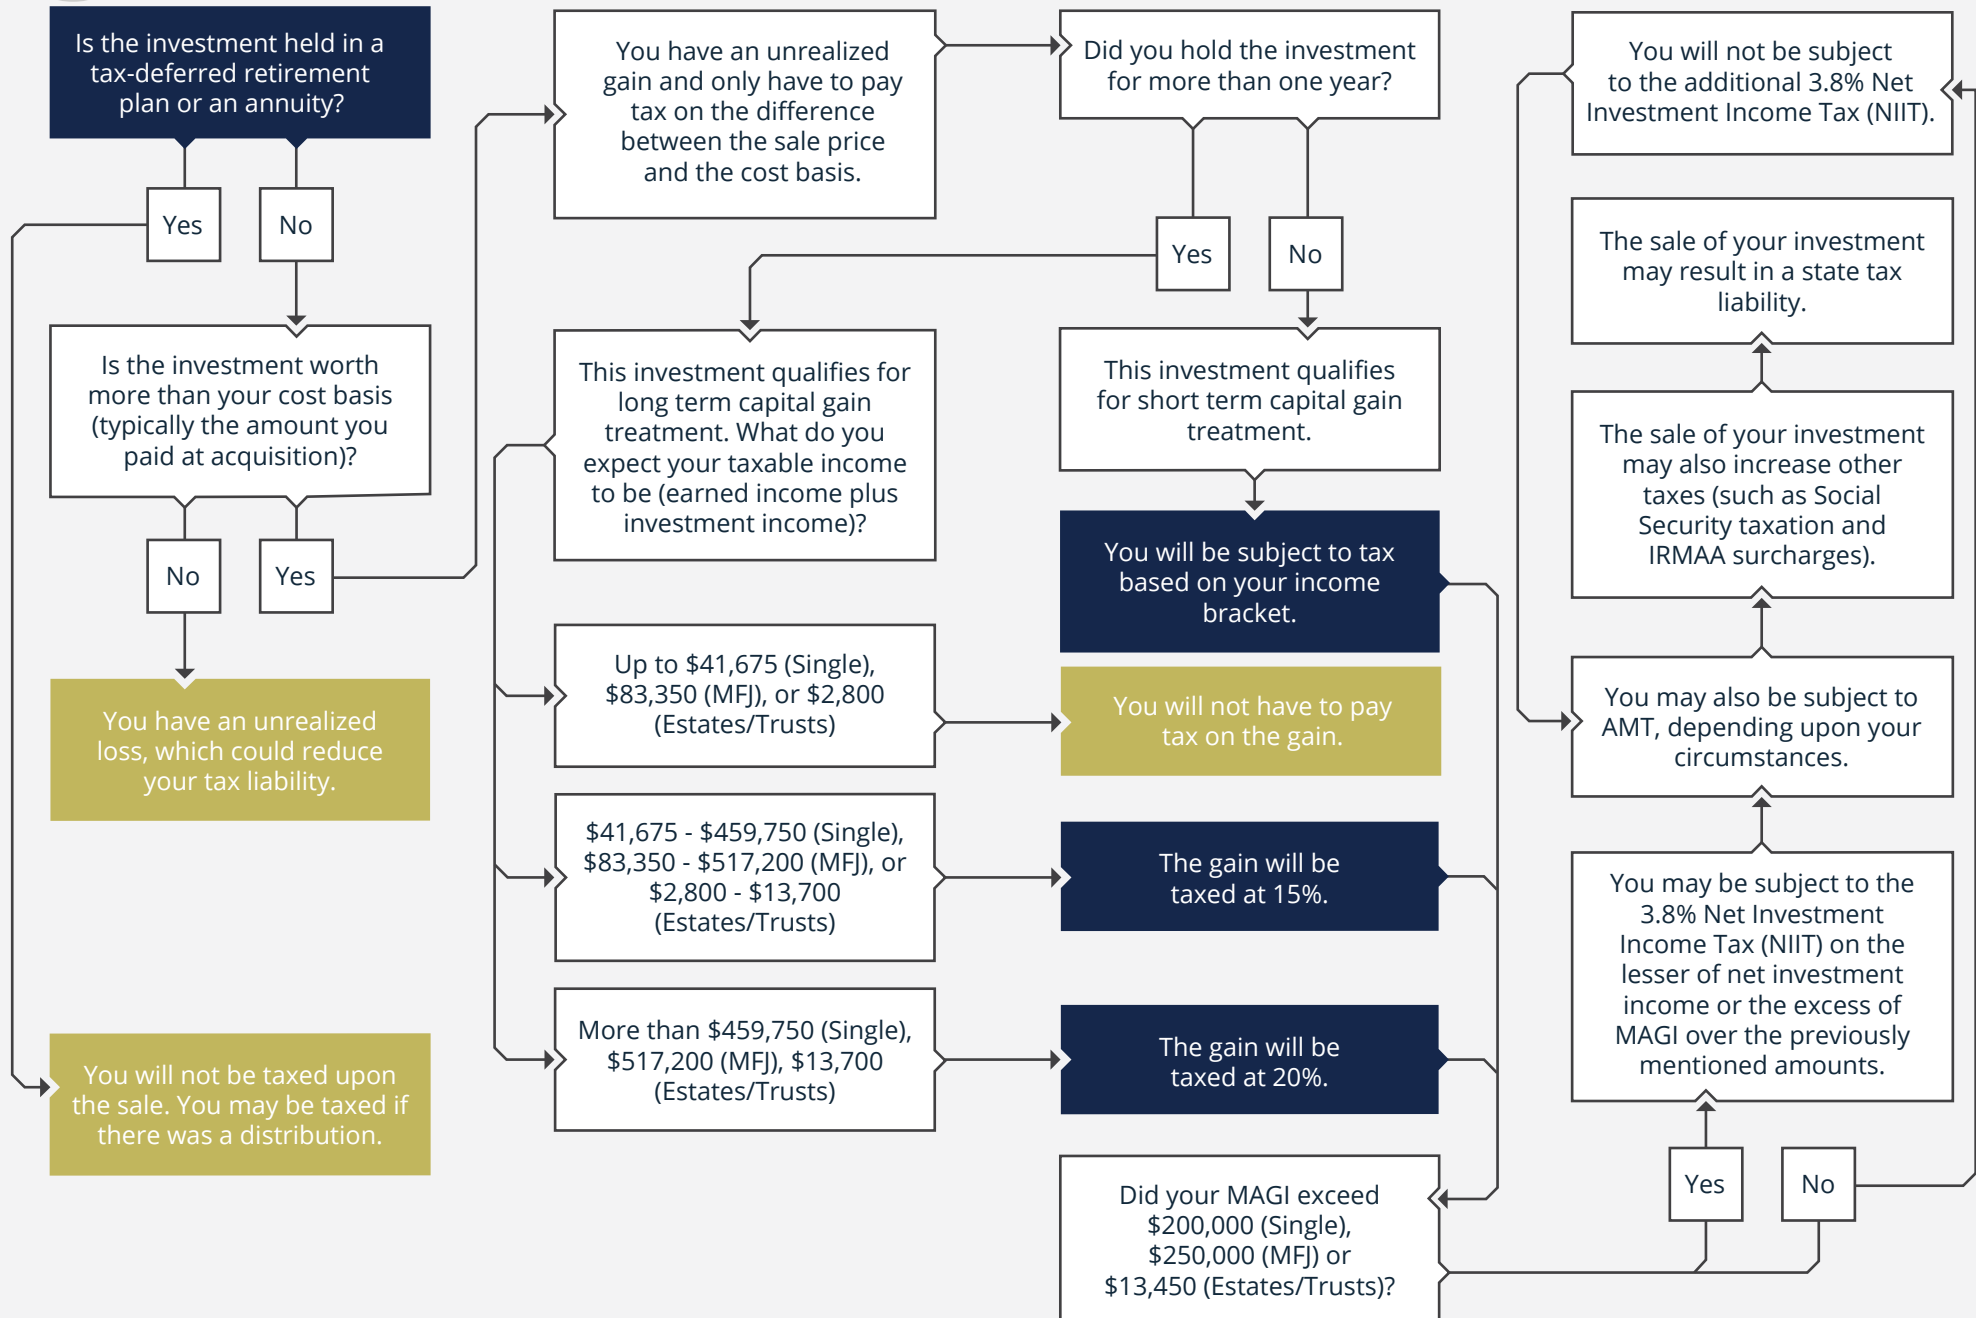 Is the investment held in a
tax-deferred retirement
plan or an annuity?
Yes
No
Is the investment worth
more than your cost basis
(typically the amount you
paid at acquisition)?
No
Yes
You have an unrealized
loss, which could reduce
your tax liability.
You will not be taxed upon
the sale. You may be taxed if
there was a distribution.
You have an unrealized
gain and only have to pay
tax on the difference
between the sale price
and the cost basis.
Did you hold the investment
for more than one year?
Yes
No
This investment qualifies for
long term capital gain
treatment. What do you
expect your taxable income
to be (earned income plus
investment income)?
This investment qualifies
for short term capital gain
treatment.
You will be subject to tax
based on your income
bracket.
Up to $41,675 (Single),
$83,350 (MFJ), or $2,800
(Estates/Trusts)
You will not have to pay
tax on the gain.
$41,675 - $459,750 (Single),
$83,350 - $517,200 (MFJ), or
$2,800 - $13,700
(Estates/Trusts)
The gain will be
taxed at 15%.
More than $459,750 (Single),
$517,200 (MFJ), $13,700
(Estates/Trusts)
The gain will be
taxed at 20%.
Did your MAGI exceed
$200,000 (Single),
$250,000 (MFJ) or
$13,450 (Estates/Trusts)?
Yes
No
You may be subject to the
3.8% Net Investment
Income Tax (NIIT) on the
lesser of net investment
income or the excess of
MAGI over the previously
mentioned amounts.
You will not be subject
to the additional 3.8% Net
Investment Income Tax (NIIT).
You may also be subject to
AMT, depending upon your
circumstances.
The sale of your investment
may also increase other
taxes (such as Social
Security taxation and
IRMAA surcharges).
The sale of your investment
may result in a state tax
liability.